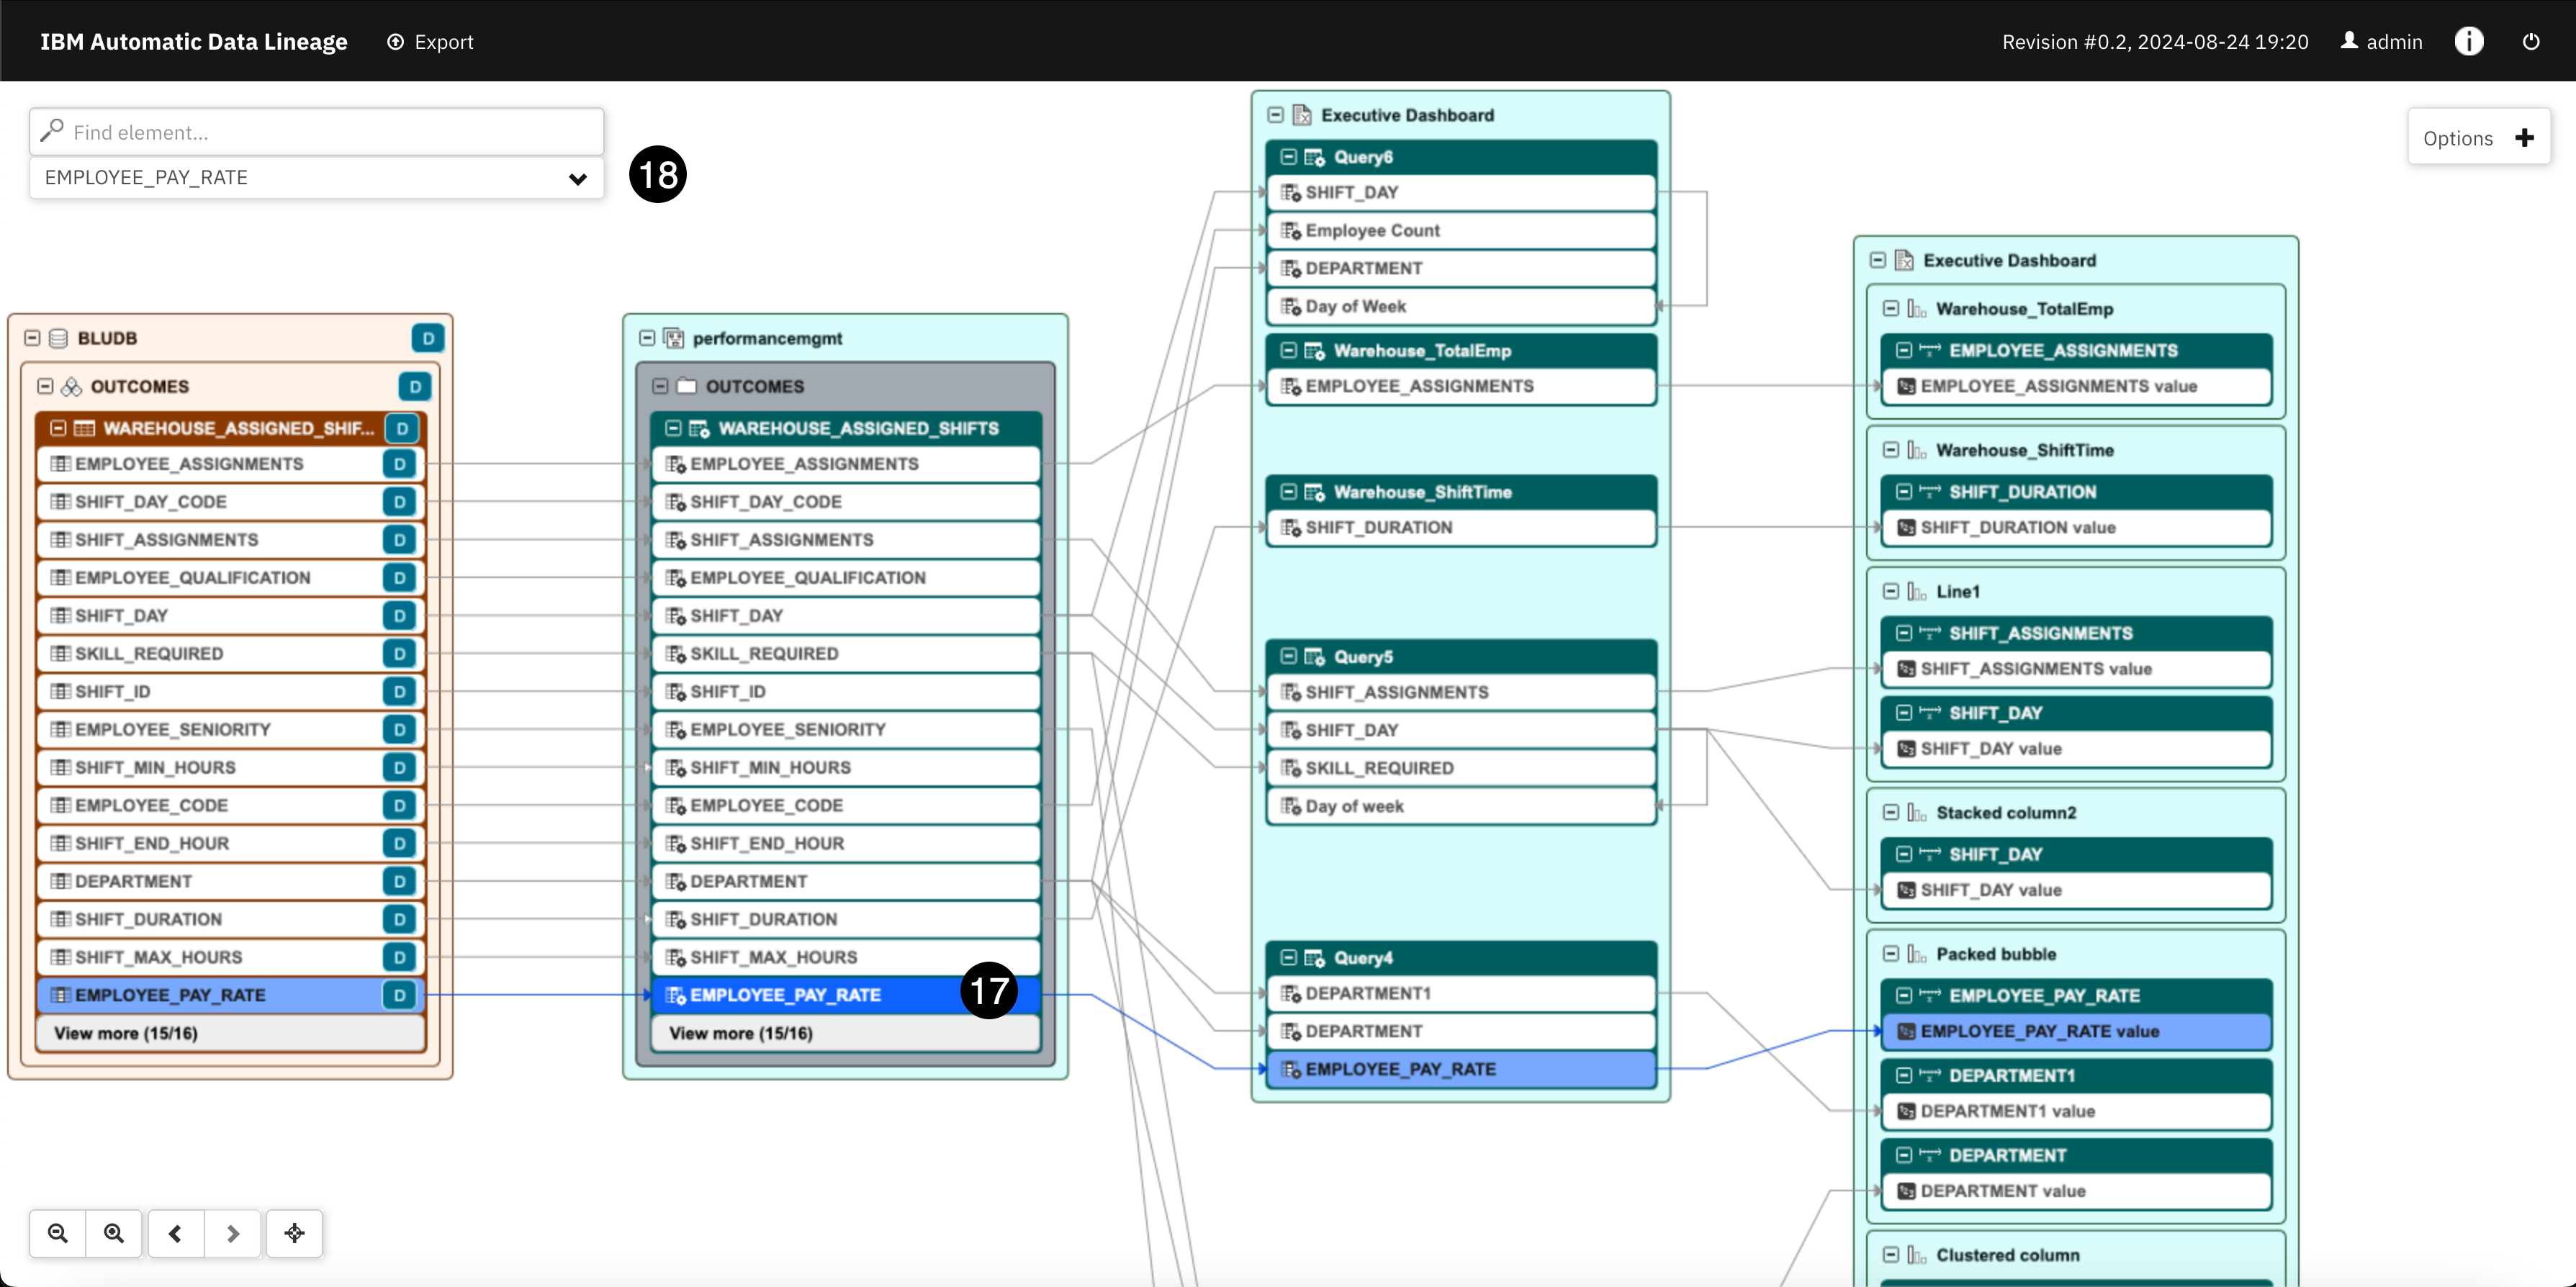 IBM Automatic Data Lineage
Export
Revision #0.2, 2024-08-24 19:20
admin
Find element...
EMPLOYEE_PAY_RATE
18
Options
BLUDB
D
OUTCOMES
D
WAREHOUSE_ASSIGNED_SHIF...
D
EMPLOYEE_ASSIGNMENTS
D
SHIFT_DAY_CODE
D
SHIFT_ASSIGNMENTS
D
EMPLOYEE_QUALIFICATION
D
SHIFT_DAY
D
SKILL_REQUIRED
D
SHIFT_ID
D
EMPLOYEE_SENIORITY
D
SHIFT_MIN_HOURS
D
EMPLOYEE_CODE
D
SHIFT_END_HOUR
D
DEPARTMENT
D
SHIFT_DURATION
D
SHIFT_MAX_HOURS
D
EMPLOYEE_PAY_RATE
D
View more (15/16)
performancemgmt
OUTCOMES
WAREHOUSE_ASSIGNED_SHIFTS
EMPLOYEE_ASSIGNMENTS
SHIFT_DAY_CODE
SHIFT_ASSIGNMENTS
EMPLOYEE_QUALIFICATION
SHIFT_DAY
SKILL_REQUIRED
SHIFT_ID
EMPLOYEE_SENIORITY
SHIFT_MIN_HOURS
EMPLOYEE_CODE
SHIFT_END_HOUR
DEPARTMENT
SHIFT_DURATION
SHIFT_MAX_HOURS
EMPLOYEE_PAY_RATE
17
View more (15/16)
Executive Dashboard
Query6
SHIFT_DAY
Employee Count
DEPARTMENT
Day of Week
Warehouse_TotalEmp
EMPLOYEE_ASSIGNMENTS
Warehouse_ShiftTime
SHIFT_DURATION
Query5
SHIFT_ASSIGNMENTS
SHIFT_DAY
SKILL_REQUIRED
Day of week
Query4
DEPARTMENT1
DEPARTMENT
EMPLOYEE_PAY_RATE
Executive Dashboard
Warehouse_TotalEmp
EMPLOYEE_ASSIGNMENTS
EMPLOYEE_ASSIGNMENTS value
Warehouse_ShiftTime
SHIFT_DURATION
SHIFT_DURATION value
Line1
SHIFT_ASSIGNMENTS
SHIFT_ASSIGNMENTS value
SHIFT_DAY
SHIFT_DAY value
Stacked column2
SHIFT_DAY
SHIFT_DAY value
Packed bubble
EMPLOYEE_PAY_RATE
EMPLOYEE_PAY_RATE value
DEPARTMENT1
DEPARTMENT1 value
DEPARTMENT
DEPARTMENT value
Clustered column